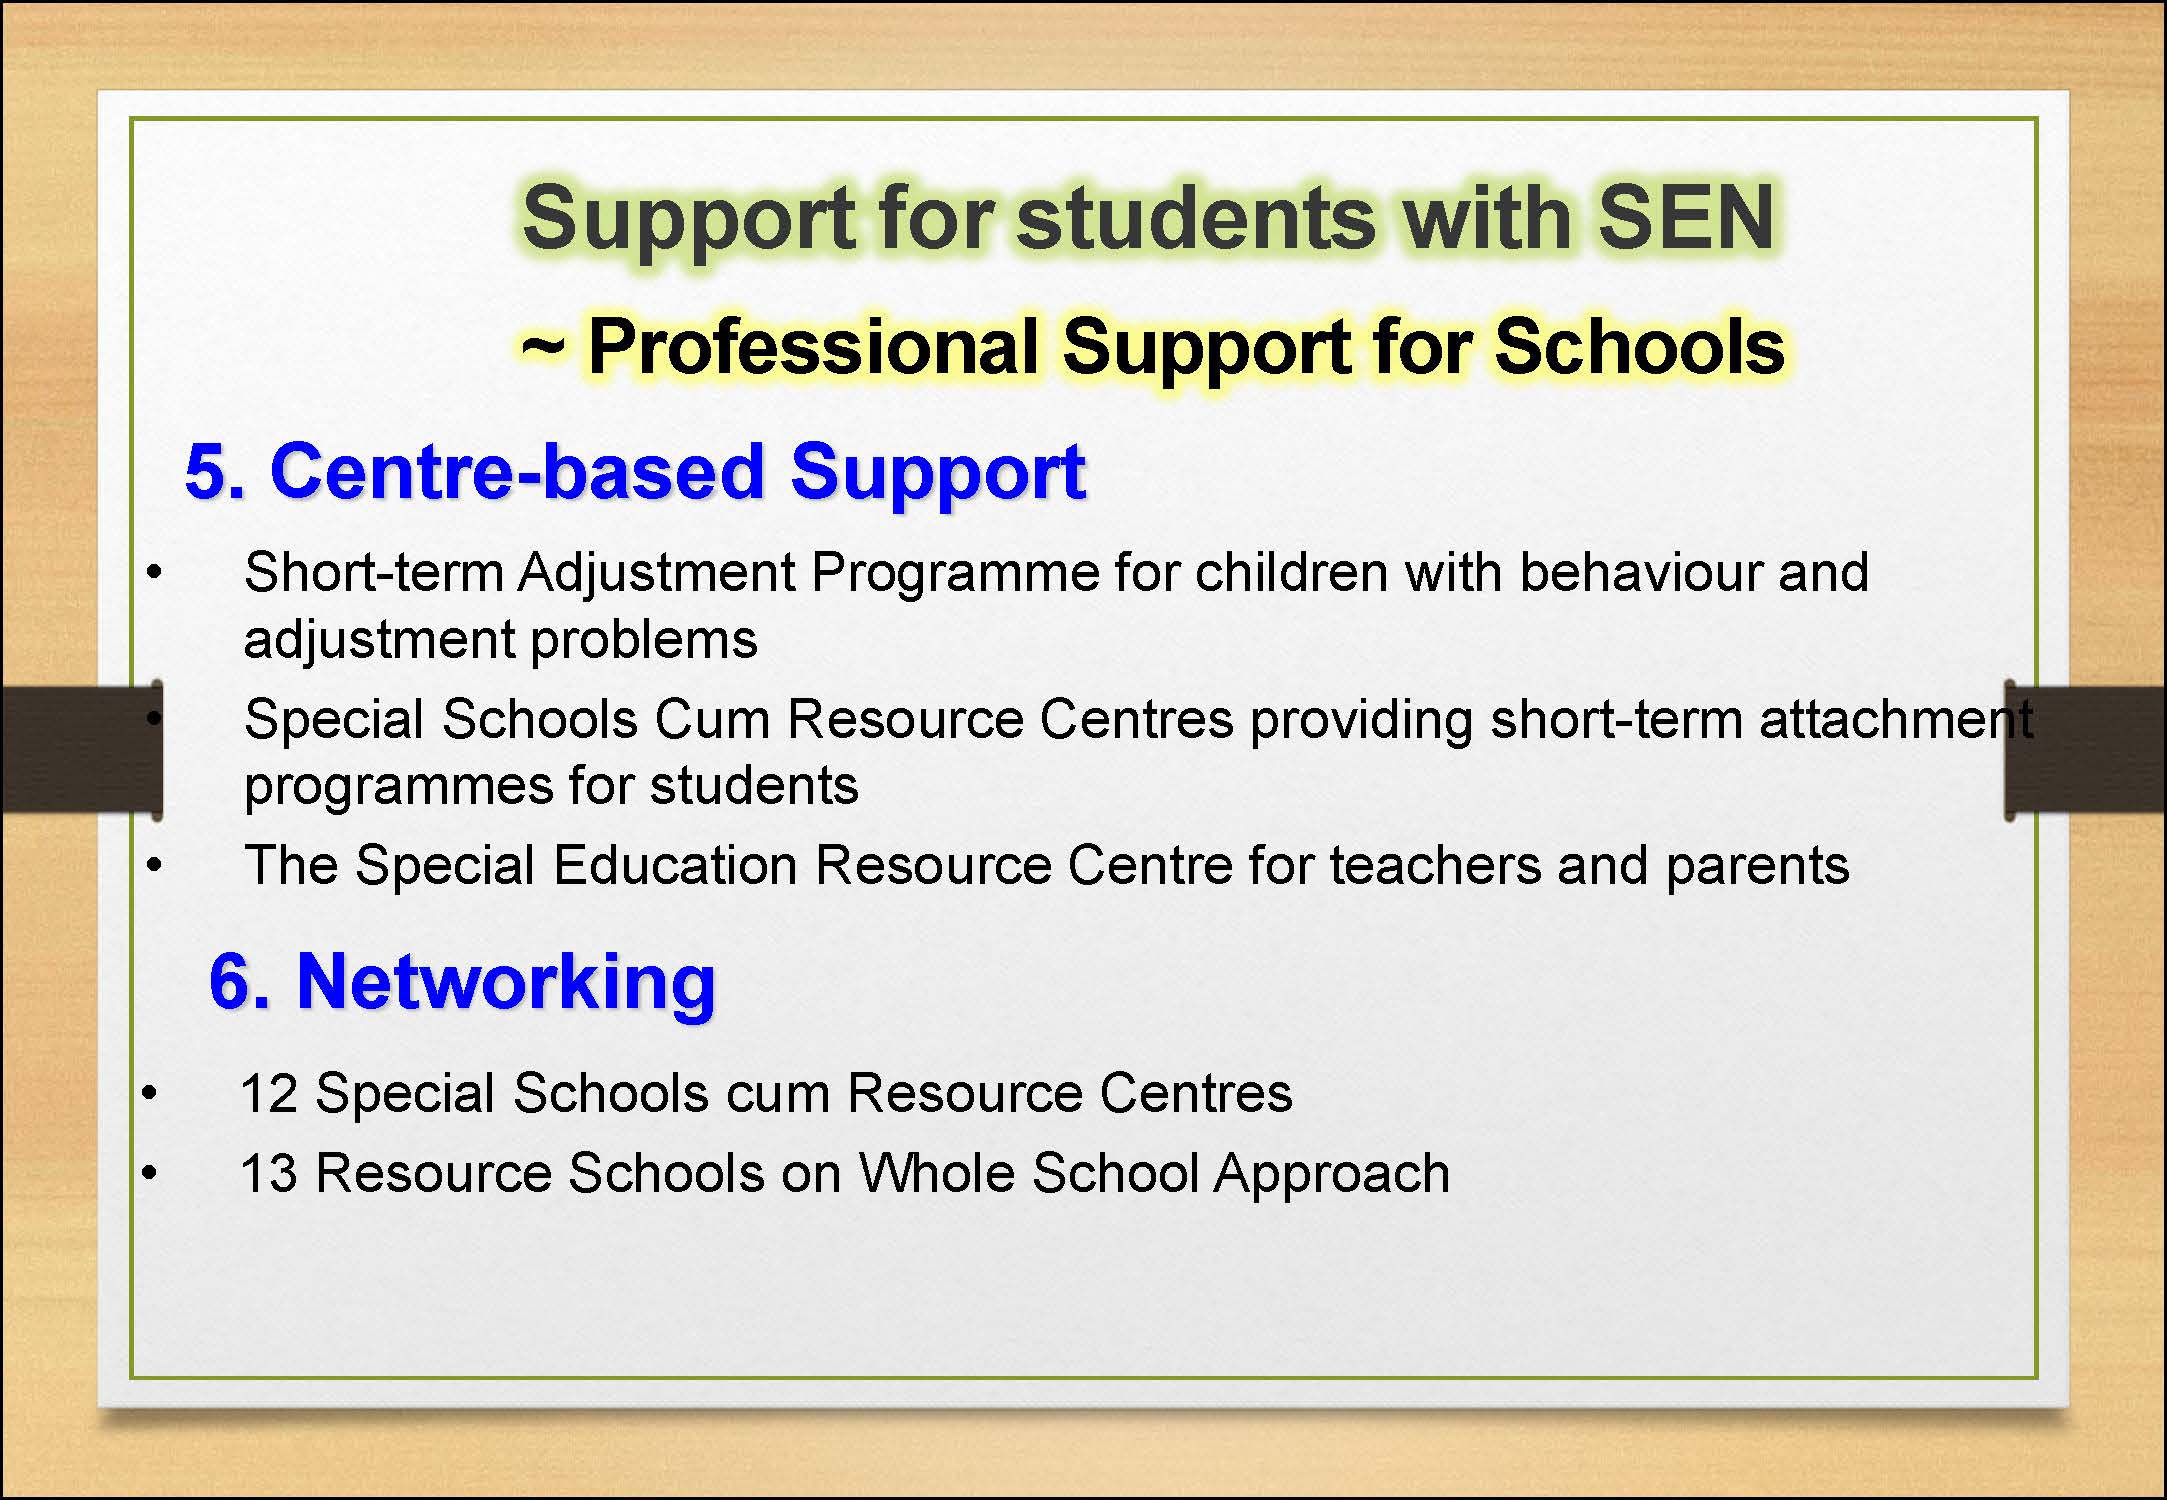 Support for students with SEN
~ Professional Support for Schools
5. Centre-based Support
• Short-term Adjustment Programme for children with behaviour and
adjustment problems
• Special Schools Cum Resource Centres providing short-term attachment
programmes for students
• The Special Education Resource Centre for teachers and parents
6. Networking
• 12 Special Schools cum Resource Centres
• 13 Resource Schools on Whole School Approach